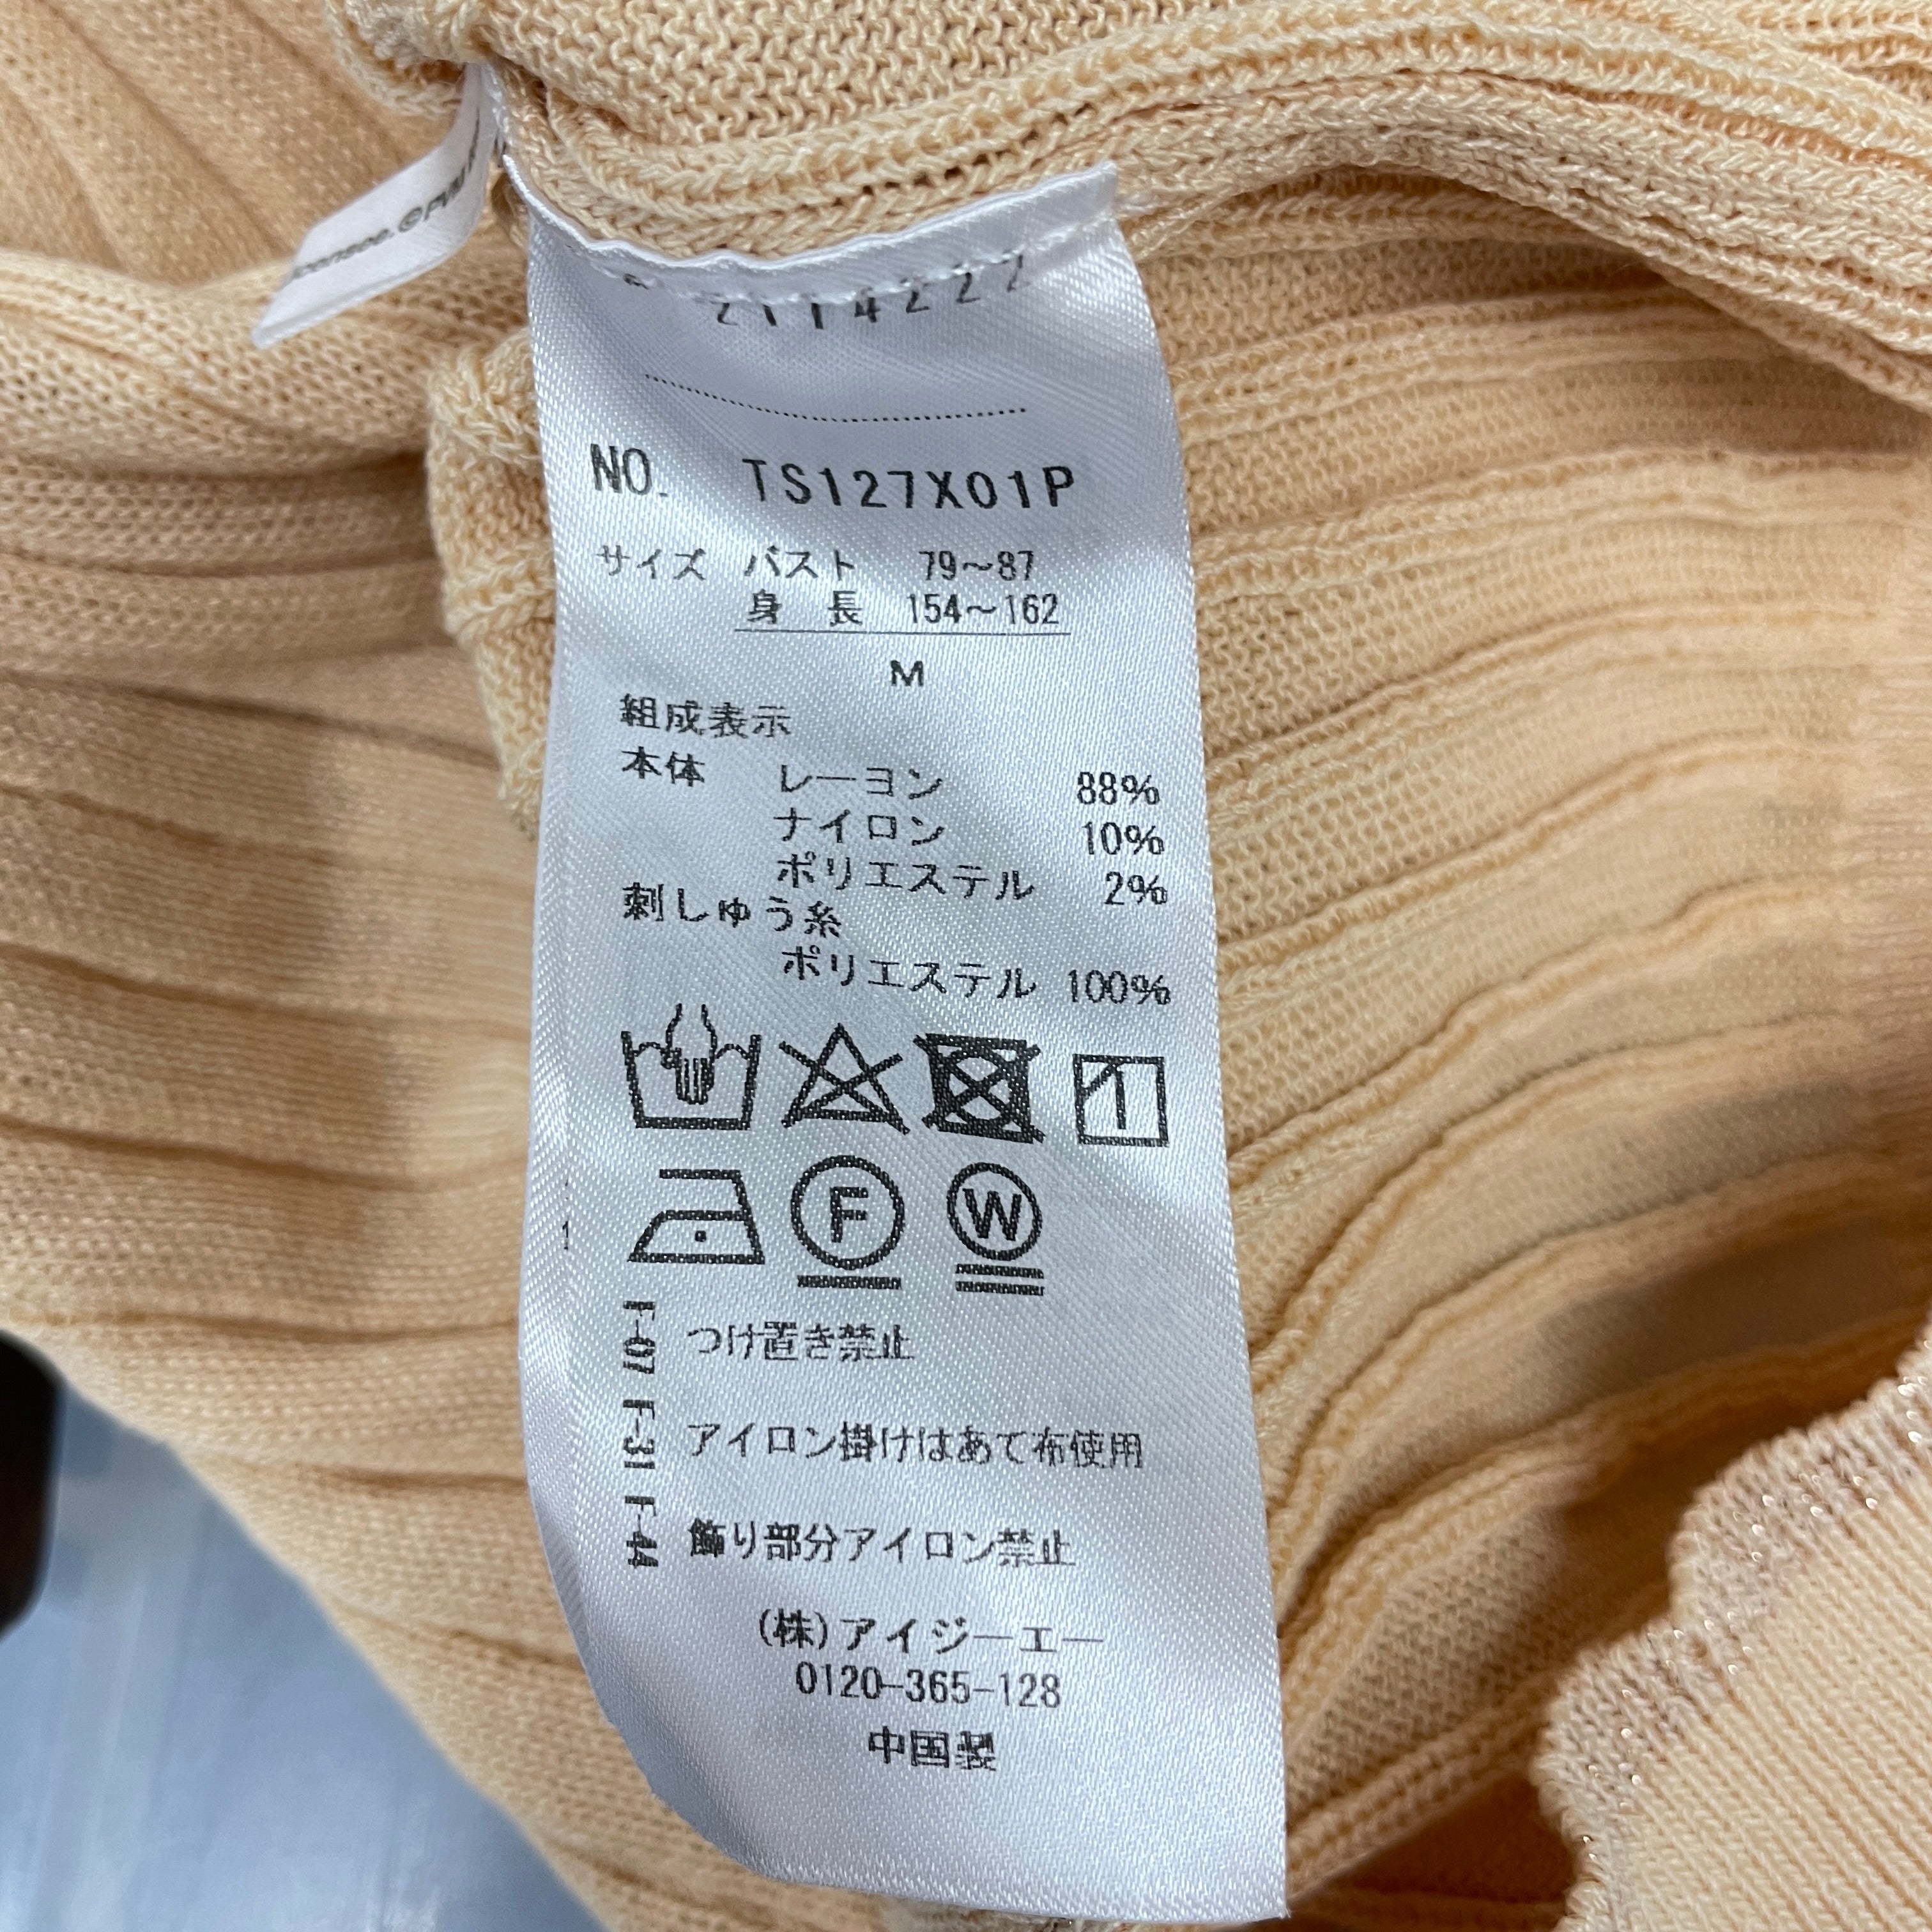 2114222
NO. TS127X01P
サイズ バスト 79～87
身 長 154～162
M
組成表示
本体 レーヨン 88%
ナイロン 10%
ポリエステル 2%
刺しゅう糸
ポリエステル 100%
F
W
F-07 つけ置き禁止
F-31 アイロン掛けはあて布使用
F-44 飾り部分アイロン禁止
(株)アイジーエー
0120-365-128
中国製